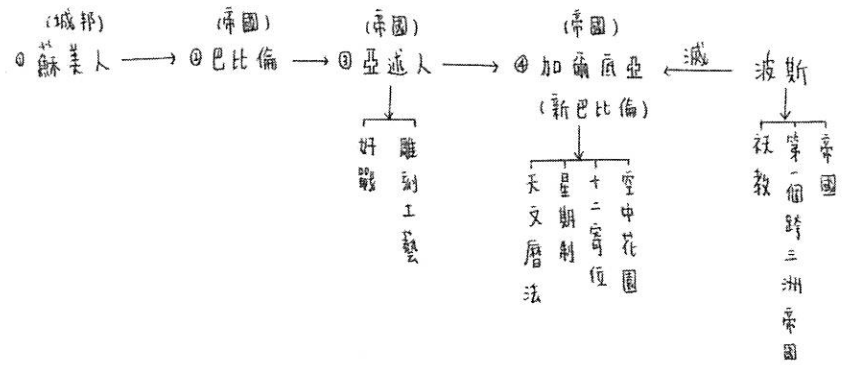 (城邦) (帝國) (帝國) (帝國)
① 蘇美人 → ② 巴比倫 → ③ 亞述人 → ④ 加爾底亞 ← 滅 波斯
(新巴比倫)
好戰
雕刻工藝
天文曆法
星期制
十二寄位
空中花園
祆教
第一個跨三洲帝國
帝國